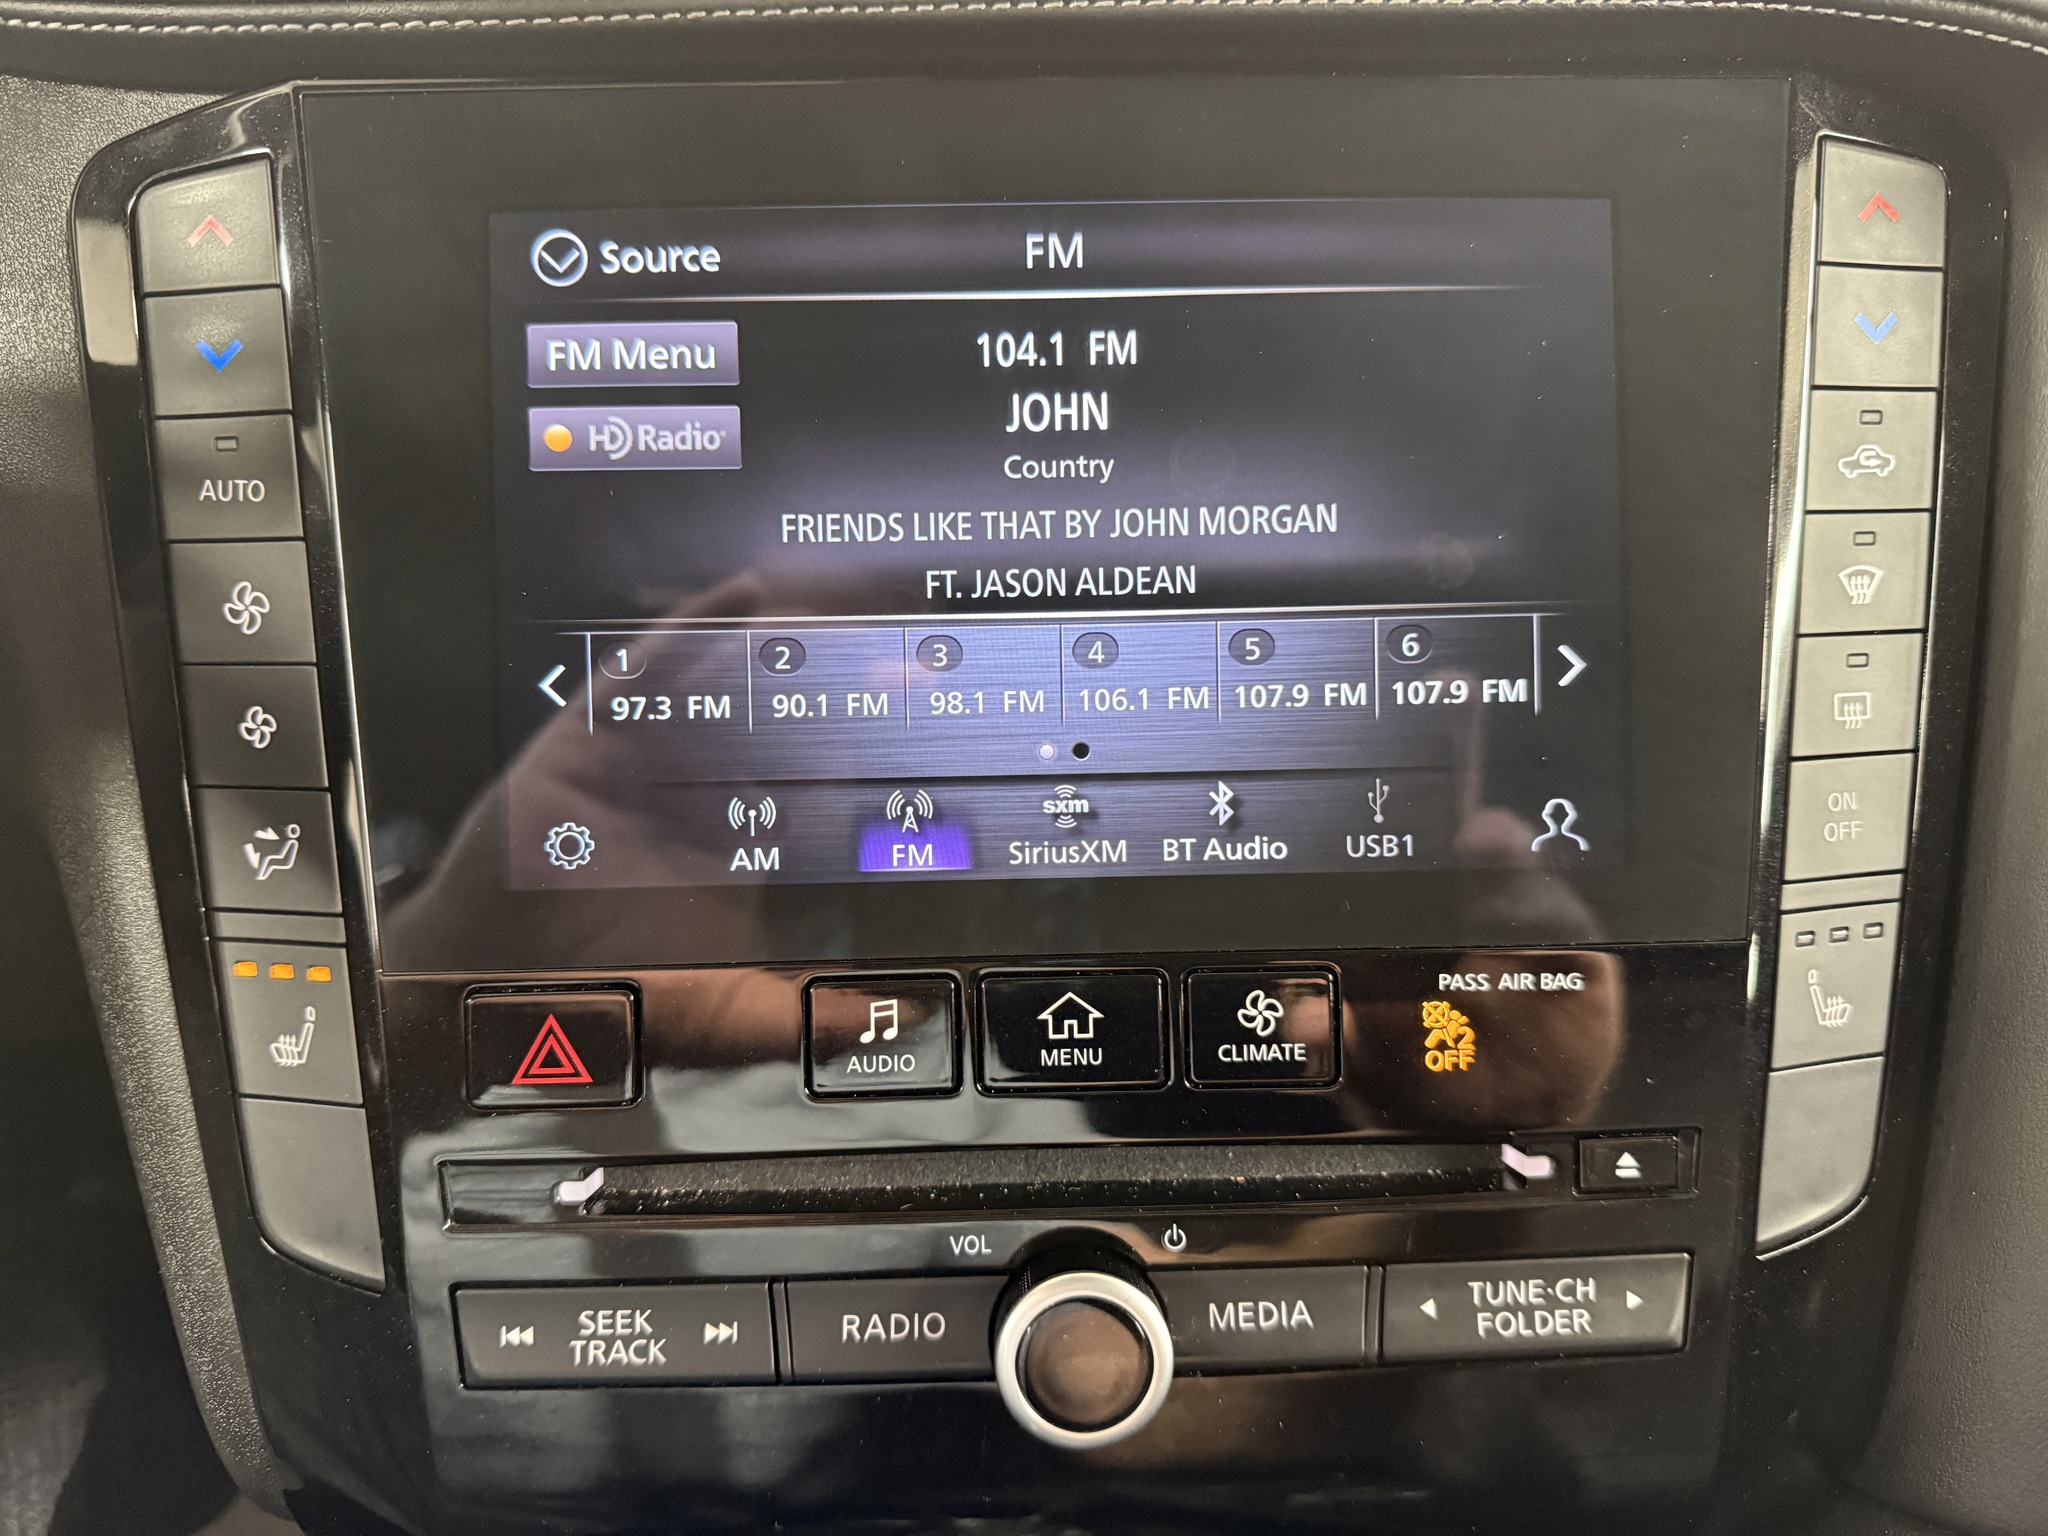 Source
FM
FM Menu
104.1 FM
JOHN
HD Radio
Country
FRIENDS LIKE THAT BY JOHN MORGAN
FT. JASON ALDEAN
1 2 3 4 5 6
97.3 FM 90.1 FM 98.1 FM 106.1 FM 107.9 FM 107.9 FM
sxm
AM FM SiriusXM BT Audio USB1
AUTO
ON
OFF
PASS AIR BAG
2
OFF
AUDIO
MENU
CLIMATE
VOL
SEEK
TRACK
RADIO
MEDIA
TUNE·CH
FOLDER